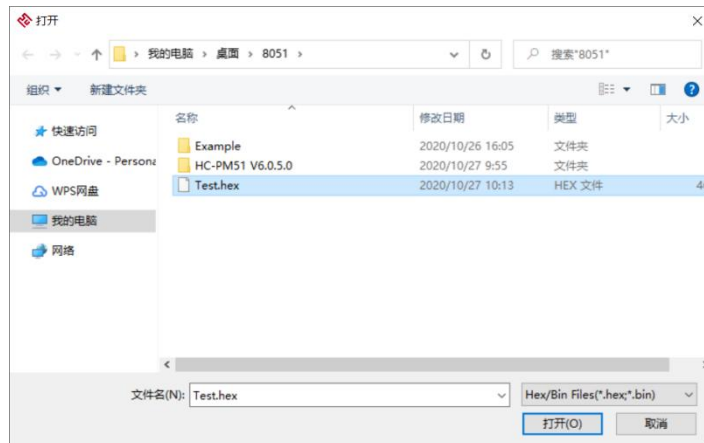 打开
我的电脑 › 桌面 › 8051 ›
搜索"8051"
组织 新建文件夹
名称 修改日期 类型 大小
快速访问
OneDrive - Persona
WPS网盘
我的电脑
网络
Example 2020/10/26 16:05 文件夹
HC-PM51 V6.0.5.0 2020/10/27 9:55 文件夹
Test.hex 2020/10/27 10:13 HEX 文件 4
文件名(N): Test.hex Hex/Bin Files(*.hex;*.bin)
打开(O) 取消